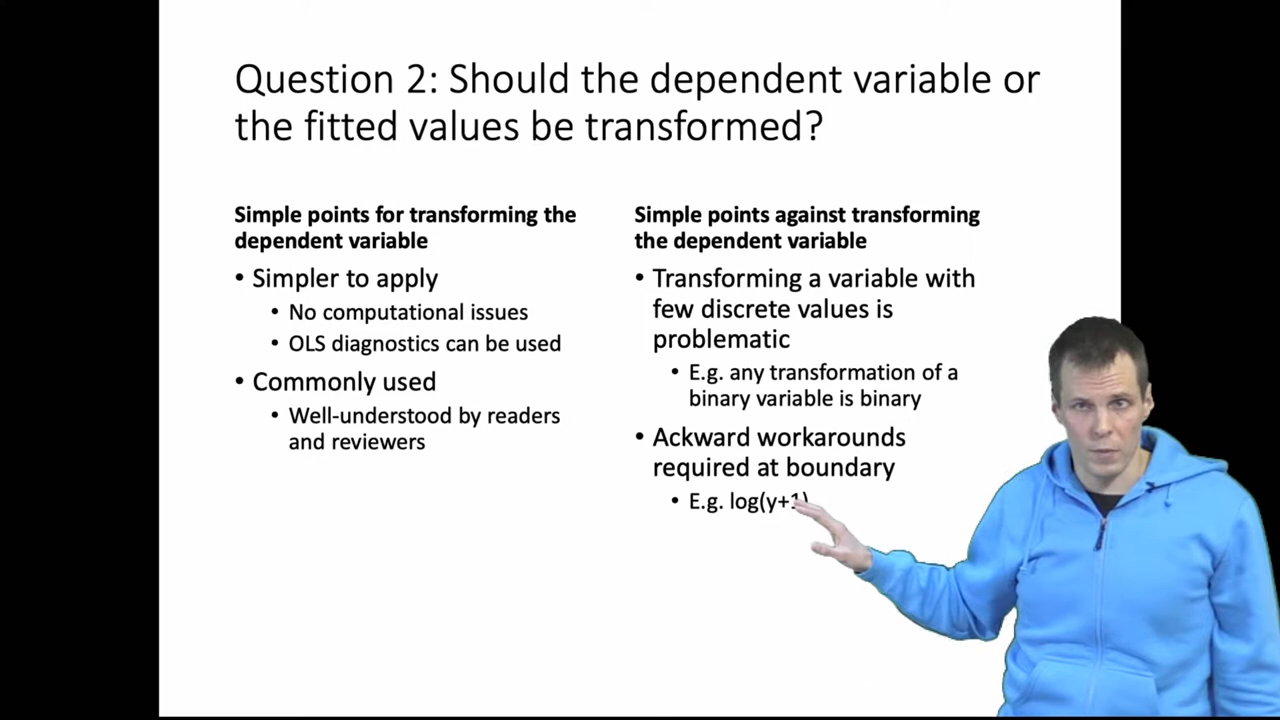 Question 2: Should the dependent variable or
the fitted values be transformed?
Simple points for transforming the
dependent variable
• Simpler to apply
• No computational issues
• OLS diagnostics can be used
• Commonly used
• Well-understood by readers
and reviewers
Simple points against transforming
the dependent variable
• Transforming a variable with
few discrete values is
problematic
• E.g. any transformation of a
binary variable is binary
• Ackward workarounds
required at boundary
• E.g. log(y+1)